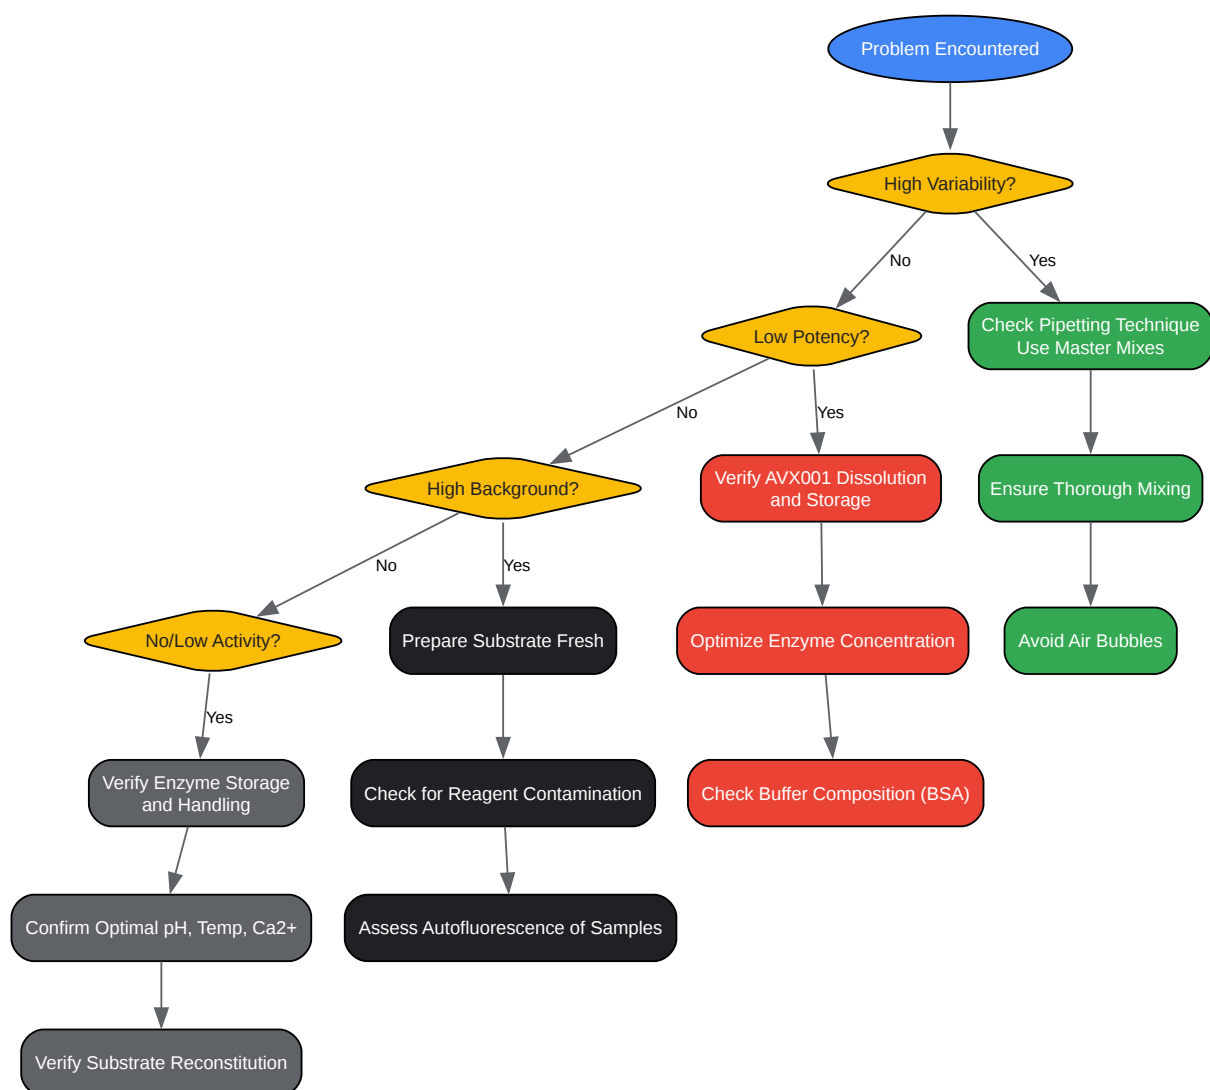 Problem Encountered
High Variability?
No
Yes
Low Potency?
Check Pipetting Technique
Use Master Mixes
No
Yes
High Background?
Verify AVX001 Dissolution
and Storage
Ensure Thorough Mixing
No
Yes
No/Low Activity?
Prepare Substrate Fresh
Optimize Enzyme Concentration
Avoid Air Bubbles
Yes
Verify Enzyme Storage
and Handling
Check for Reagent Contamination
Check Buffer Composition (BSA)
Confirm Optimal pH, Temp, Ca2+
Assess Autofluorescence of Samples
Verify Substrate Reconstitution